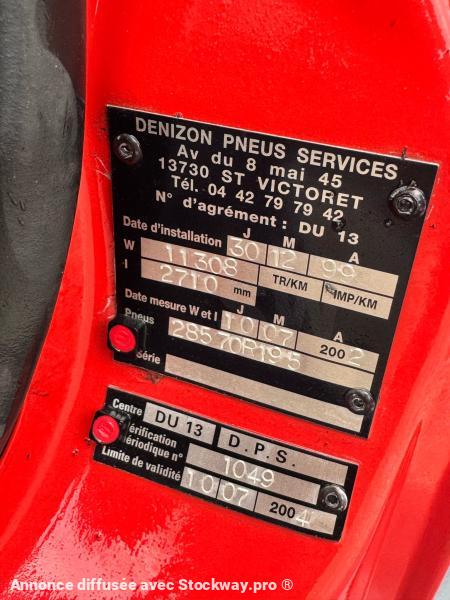 DENIZON PNEUS SERVICES
Av du 8 mai 45
13730 ST VICTORET
Tél. 04 42 79 79 42
N° d'agrément : DU 13
J M A
Date d'installation 30 12 99
W 11308 TR/KM IMP/KM
I 2710 mm
J M A
Date mesure W et I 10 07 2002
Pneus 285 70R19 5
Série
Centre DU 13 D.P.S.
Vérification
périodique n° 1049
Limite de validité 10 07 2004
Annonce diffusée avec Stockway.pro ®